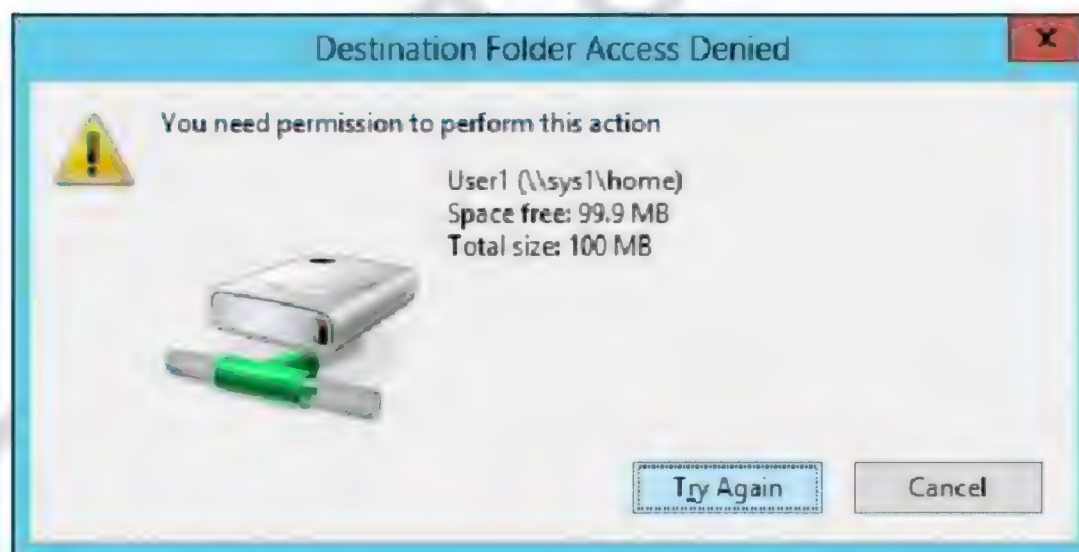 Destination Folder Access Denied
x
You need permission to perform this action
User1 (\\sys1\home)
Space free: 99.9 MB
Total size: 100 MB
Try Again
Cancel